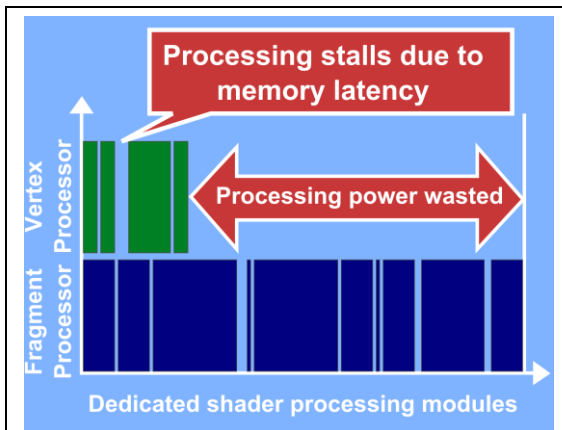 Processing stalls due to
memory latency
Processing power wasted
Vertex
Processor
Fragment
Processor
Dedicated shader processing modules